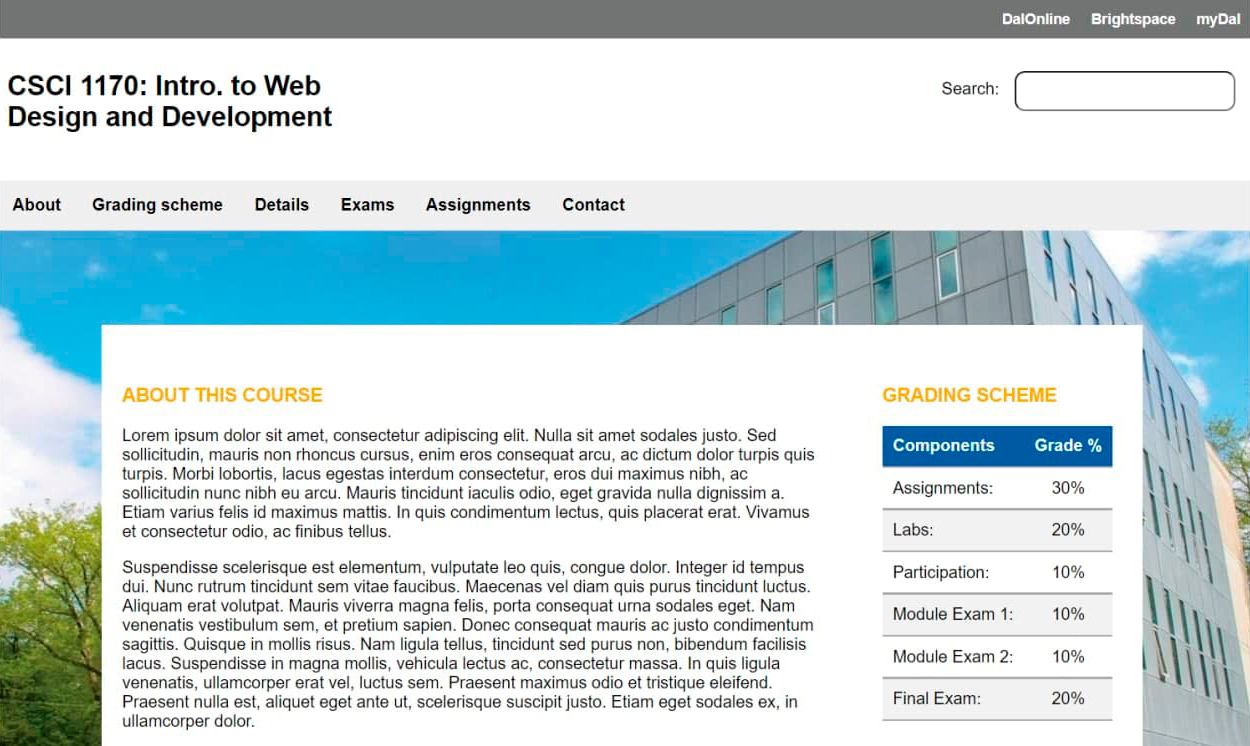 DalOnline Brightspace myDal
CSCI 1170: Intro. to Web
Design and Development
Search:
About Grading scheme Details Exams Assignments Contact
ABOUT THIS COURSE
Lorem ipsum dolor sit amet, consectetur adipiscing elit. Nulla sit amet sodales justo. Sed
sollicitudin, mauris non rhoncus cursus, enim eros consequat arcu, ac dictum dolor turpis quis
turpis. Morbi lobortis, lacus egestas interdum consectetur, eros dui maximus nibh, ac
sollicitudin nunc nibh eu arcu. Mauris tincidunt iaculis odio, eget gravida nulla dignissim a.
Etiam varius felis id maximus mattis. In quis condimentum lectus, quis placerat erat. Vivamus
et consectetur odio, ac finibus tellus.
Suspendisse scelerisque est elementum, vulputate leo quis, congue dolor. Integer id tempus
dui. Nunc rutrum tincidunt sem vitae faucibus. Maecenas vel diam quis purus tincidunt luctus.
Aliquam erat volutpat. Mauris viverra magna felis, porta consequat urna sodales eget. Nam
venenatis vestibulum sem, et pretium sapien. Donec consequat mauris ac justo condimentum
sagittis. Quisque in mollis risus. Nam ligula tellus, tincidunt sed purus non, bibendum facilisis
lacus. Suspendisse in magna mollis, vehicula lectus ac, consectetur massa. In quis ligula
venenatis, ullamcorper erat vel, luctus sem. Praesent maximus odio et tristique eleifend.
Praesent nulla est, aliquet eget ante ut, scelerisque suscipit justo. Etiam eget sodales ex, in
ullamcorper dolor.
GRADING SCHEME
Components Grade %
Assignments: 30%
Labs: 20%
Participation: 10%
Module Exam 1: 10%
Module Exam 2: 10%
Final Exam: 20%